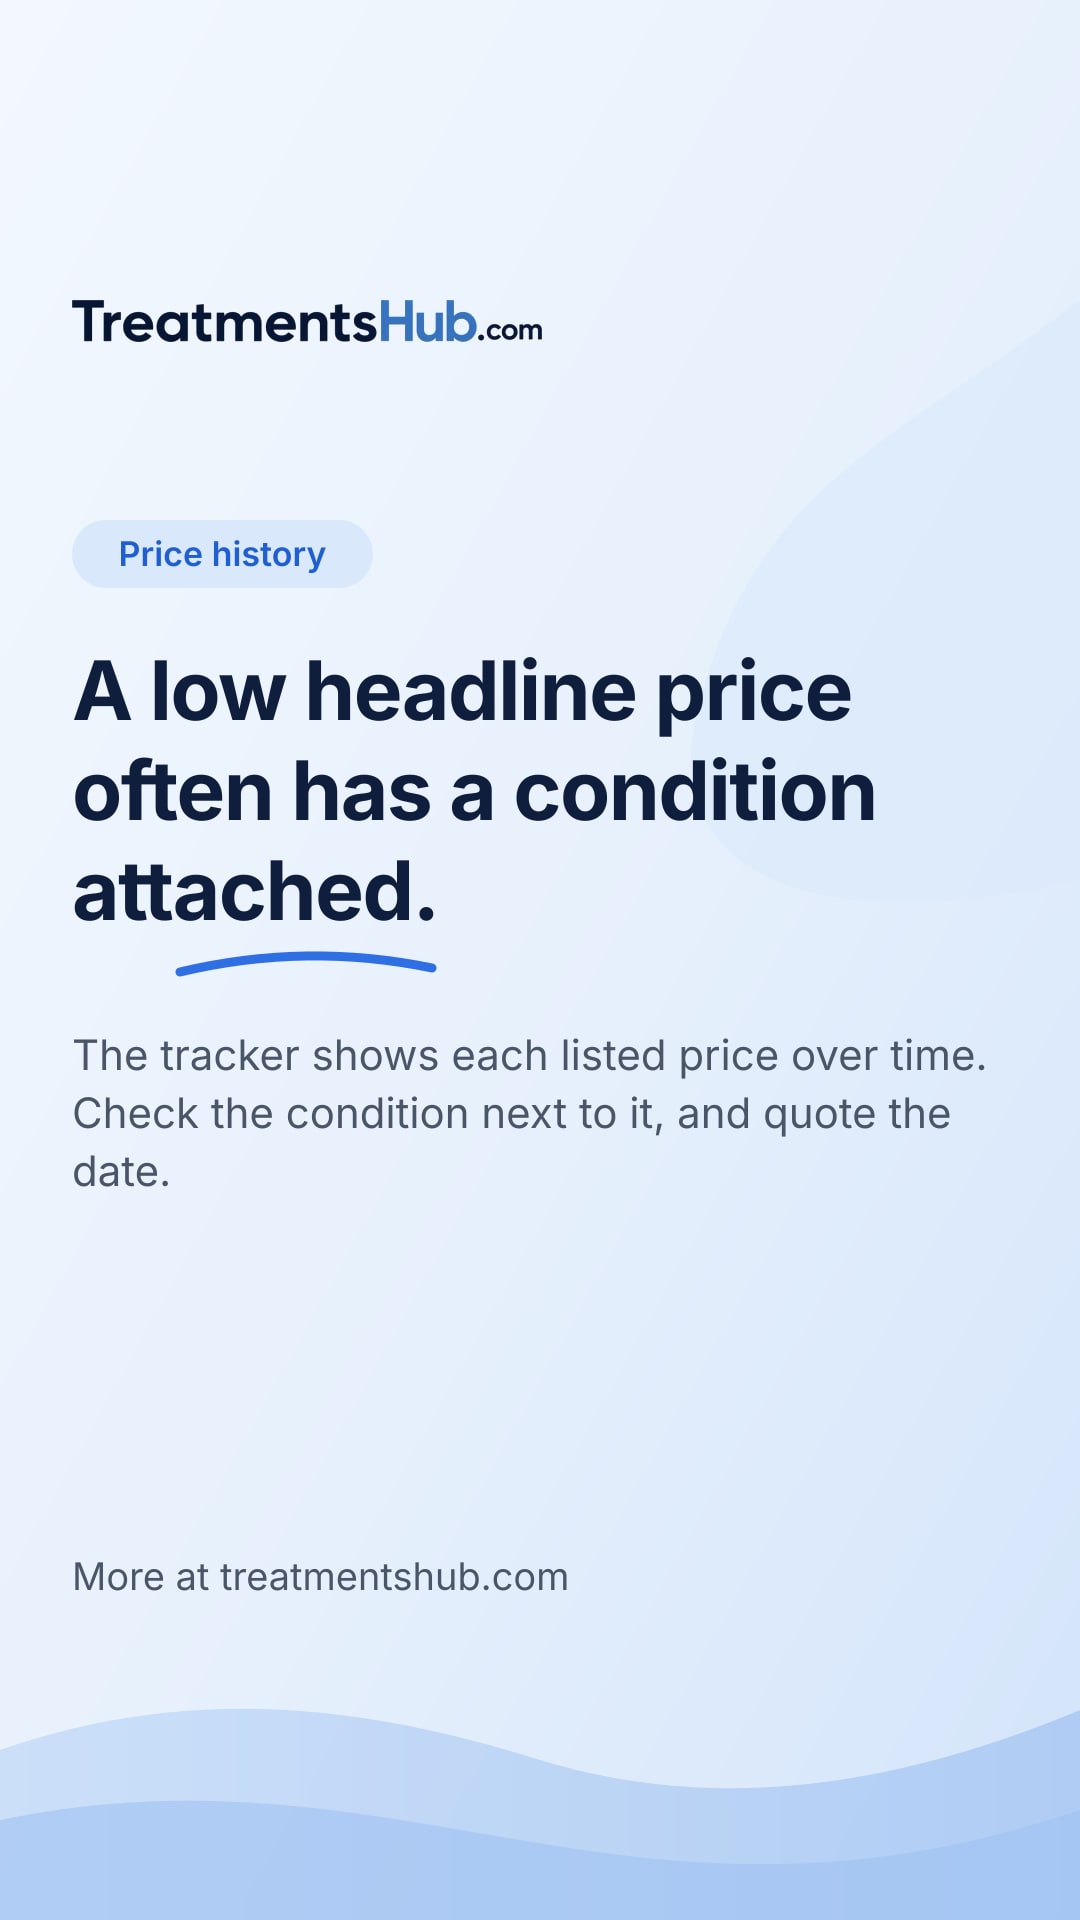 TreatmentsHub.com
Price history
A low headline price
often has a condition
attached.
The tracker shows each listed price over time.
Check the condition next to it, and quote the
date.
More at treatmentshub.com